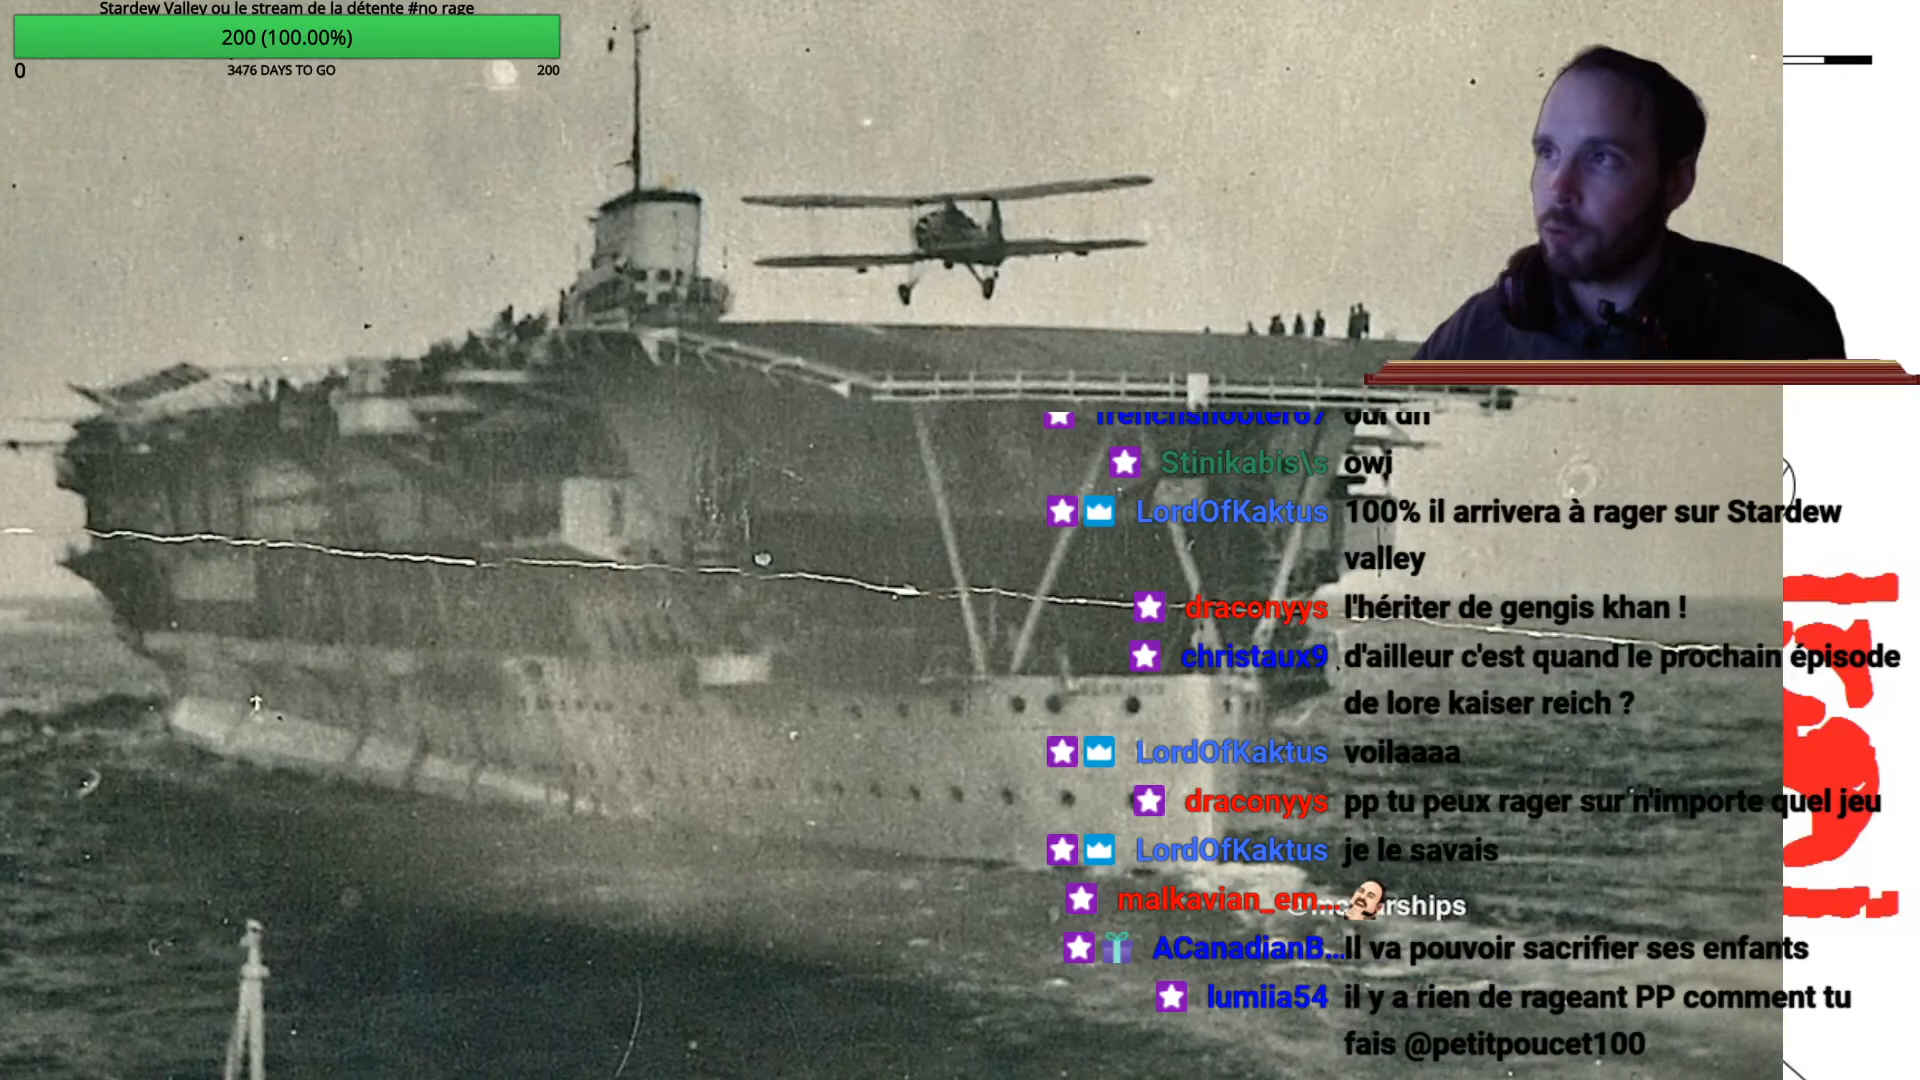 Stardew Valley ou le stream de la détente #no rage
200 (100.00%)
0 3476 DAYS TO GO 200
frenchshooter67 oui dh
Stinikabis\s owi
LordOfKaktus 100% il arrivera à rager sur Stardew
valley
draconyys l'hériter de gengis khan !
christaux9 d'ailleur c'est quand le prochain épisode
de lore kaiser reich ?
LordOfKaktus voilaaaa
draconyys pp tu peux rager sur n'importe quel jeu
LordOfKaktus je le savais
malkavian_em...
ACanadianB... Il va pouvoir sacrifier ses enfants
lumiia54 il y a rien de rageant PP comment tu
fais @petitpoucet100